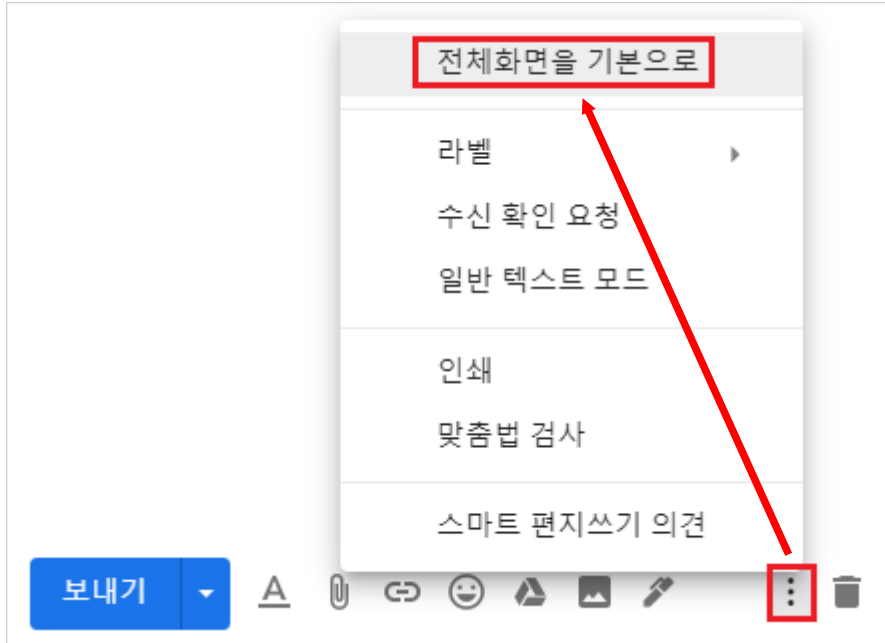 전체화면을 기본으로
라벨
수신 확인 요청
일반 텍스트 모드
인쇄
맞춤법 검사
스마트 편지쓰기 의견
보내기
A